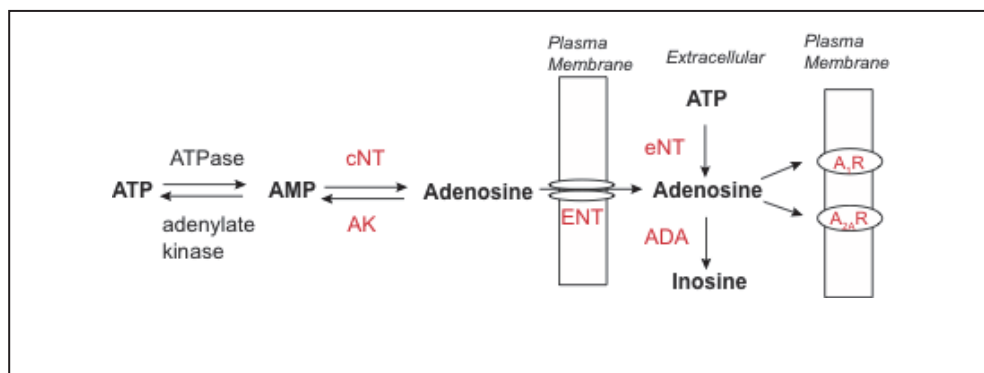 Plasma
Membrane
Extracellular
Plasma
Membrane
ATP
eNT
ATPase
cNT
A₁R
ATP
AMP
Adenosine
Adenosine
adenylate
kinase
AK
ENT
A₂AR
ADA
Inosine